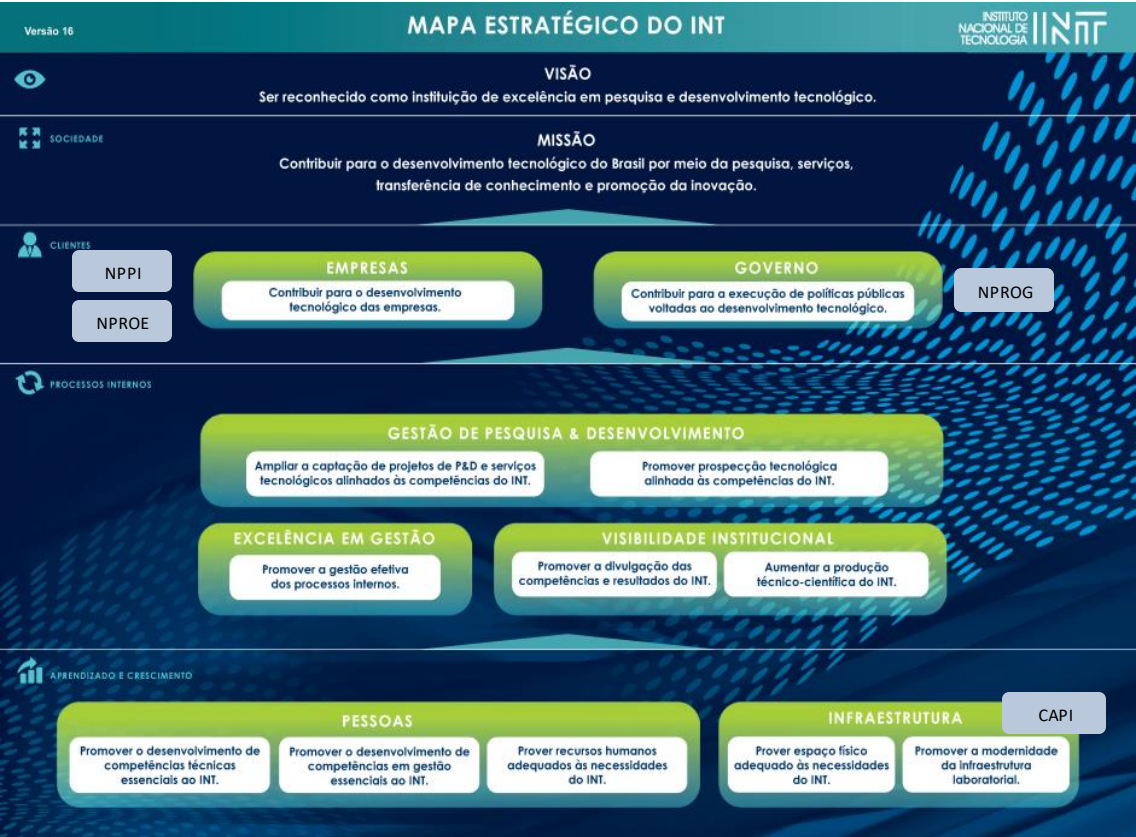 Versão 16
MAPA ESTRATÉGICO DO INT
INSTITUTO
NACIONAL DE
TECNOLOGIA
INT
VISÃO
Ser reconhecido como instituição de excelência em pesquisa e desenvolvimento tecnológico.
SOCIEDADE
MISSÃO
Contribuir para o desenvolvimento tecnológico do Brasil por meio da pesquisa, serviços,
transferência de conhecimento e promoção da inovação.
CLIENTES
NPPI
NPROE
EMPRESAS
Contribuir para o desenvolvimento
tecnológico das empresas.
GOVERNO
Contribuir para a execução de políticas públicas
voltadas ao desenvolvimento tecnológico.
NPROG
PROCESSOS INTERNOS
GESTÃO DE PESQUISA & DESENVOLVIMENTO
Ampliar a captação de projetos de P&D e serviços
tecnológicos alinhados às competências do INT.
Promover prospecção tecnológica
alinhada às competências do INT.
EXCELÊNCIA EM GESTÃO
Promover a gestão efetiva
dos processos internos.
VISIBILIDADE INSTITUCIONAL
Promover a divulgação das
competências e resultados do INT.
Aumentar a produção
técnico-científica do INT.
APRENDIZADO E CRESCIMENTO
PESSOAS
Promover o desenvolvimento de
competências técnicas
essenciais ao INT.
Promover o desenvolvimento de
competências em gestão
essenciais ao INT.
Prover recursos humanos
adequados às necessidades
do INT.
INFRAESTRUTURA
CAPI
Prover espaço físico
adequado às necessidades
do INT.
Promover a modernidade
da infraestrutura
laboratorial.